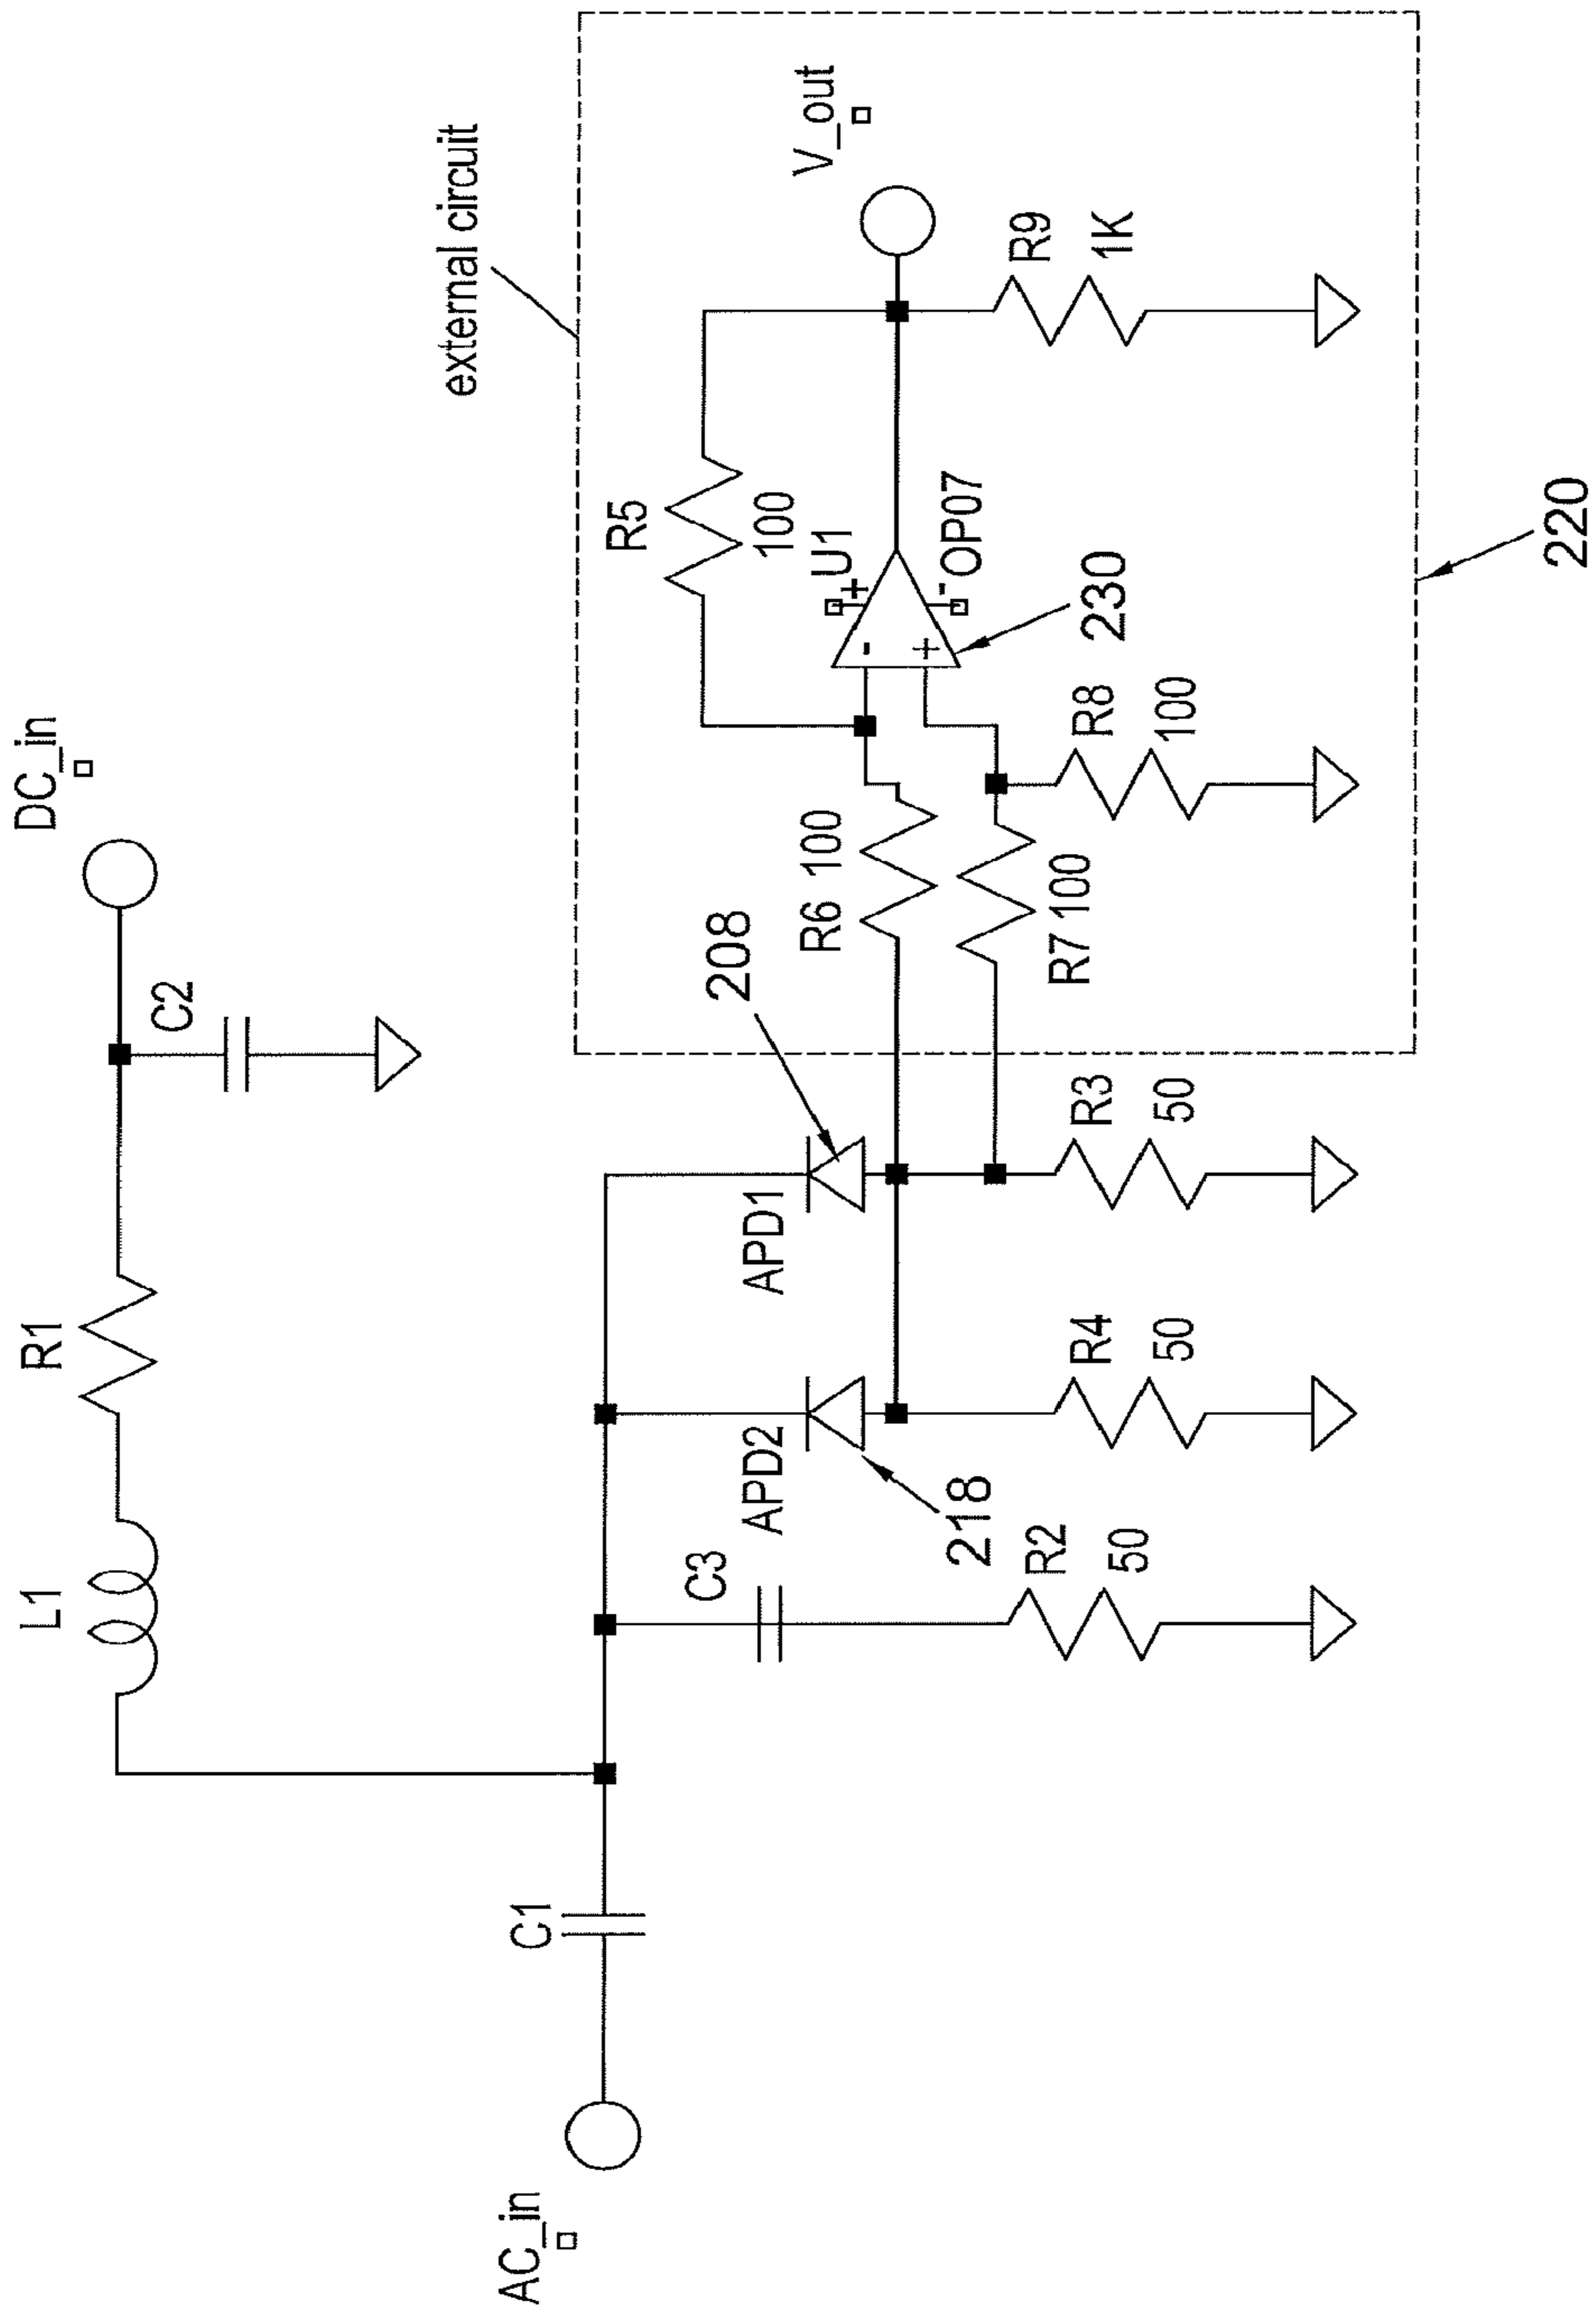 DC_in
C2
R1
L1
external circuit
V_out
R5
100
U1
+
-
OP07
-
+
230
R9
1K
R6 100
R7 100
R8
100
220
208
APD1
APD2
218
R3
50
R4
50
C3
R2
50
C1
AC_in